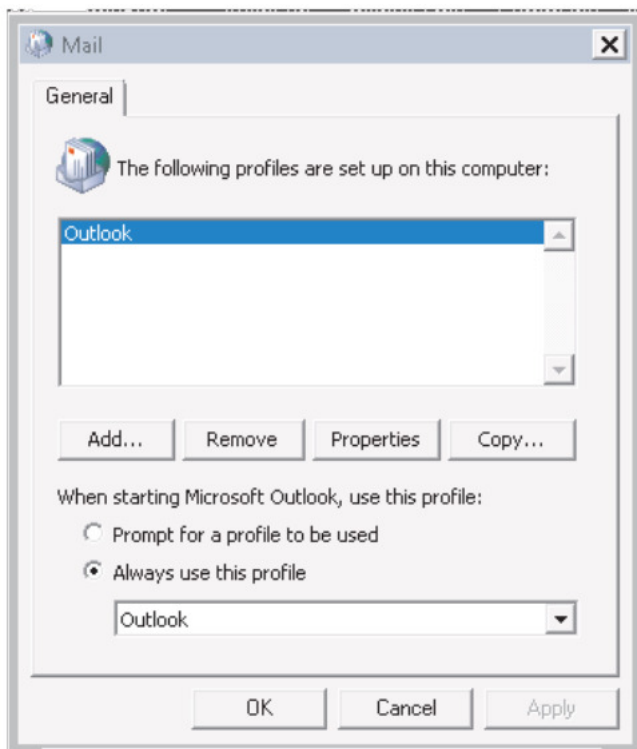 Mail
General
The following profiles are set up on this computer:
Outlook
Add... Remove Properties Copy...
When starting Microsoft Outlook, use this profile:
Prompt for a profile to be used
Always use this profile
Outlook
OK Cancel Apply